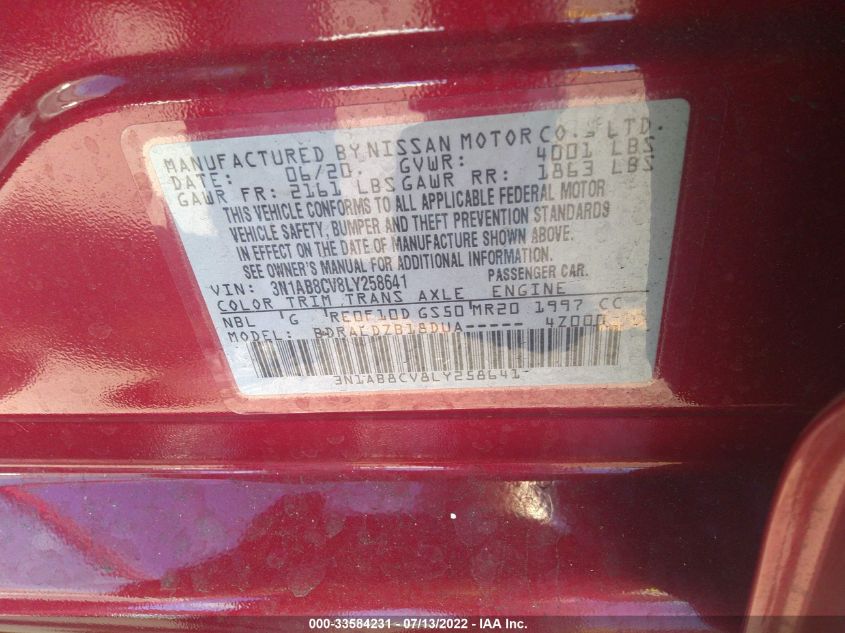 MANUFACTURED BY NISSAN MOTOR CO., LTD.
DATE: 06/20. GVWR: 4001 LBS
GAWR FR: 2161 LBS GAWR RR: 1863 LBS
THIS VEHICLE CONFORMS TO ALL APPLICABLE FEDERAL MOTOR
VEHICLE SAFETY, BUMPER AND THEFT PREVENTION STANDARDS
IN EFFECT ON THE DATE OF MANUFACTURE SHOWN ABOVE.
SEE OWNER'S MANUAL FOR ADDITIONAL INFORMATION.
VIN: 3N1AB8CV8LY258641 PASSENGER CAR.
COLOR TRIM TRANS AXLE ENGINE
NBL G RE0F10D GS50 MR20 1997 CC
MODEL: BDRALDZB18DUA-----
3N1AB8CV8LY258641
000-33584231 - 07/13/2022 - IAA Inc.